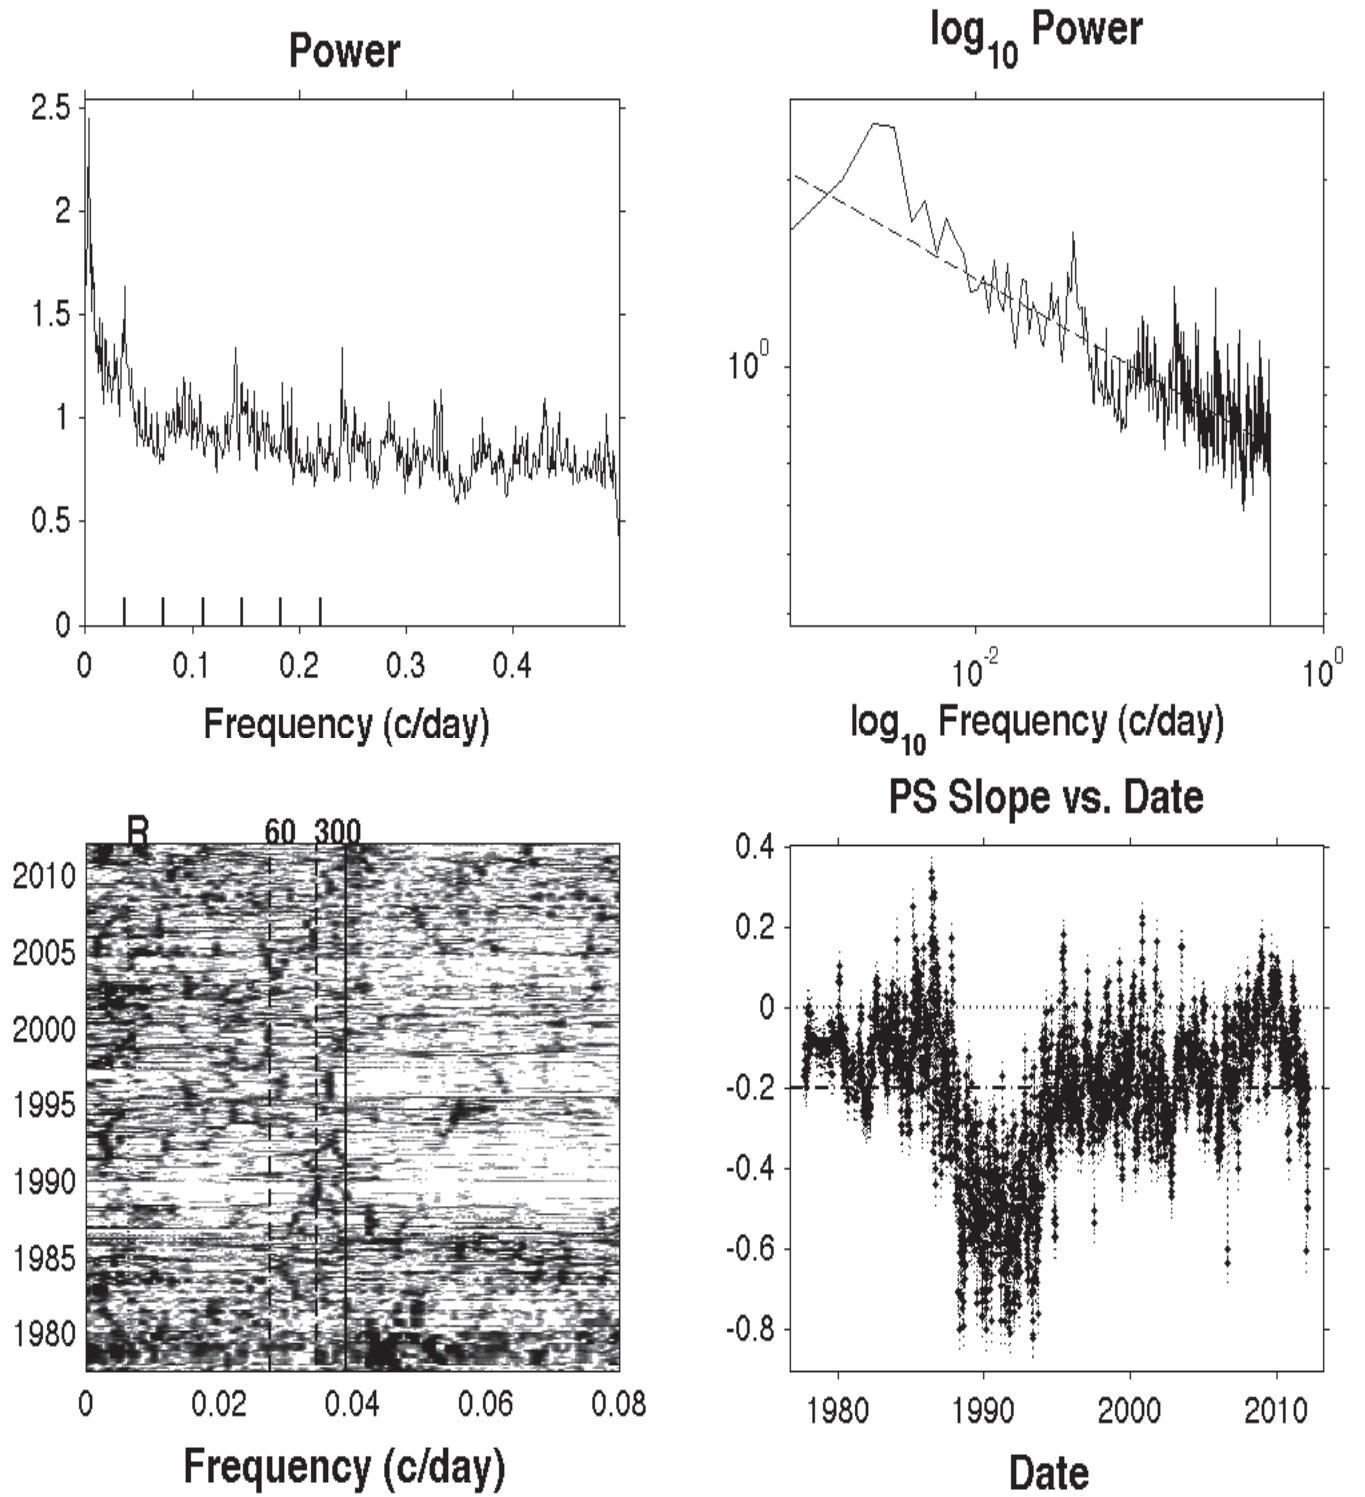 Power
2.5
2
1.5
1
0.5
0
0 0.1 0.2 0.3 0.4
Frequency (c/day)
log10 Power
10^0
10^-2 10^0
log10 Frequency (c/day)
R 60 300
2010
2005
2000
1995
1990
1985
1980
0 0.02 0.04 0.06 0.08
Frequency (c/day)
PS Slope vs. Date
0.4
0.2
0
-0.2
-0.4
-0.6
-0.8
1980 1990 2000 2010
Date